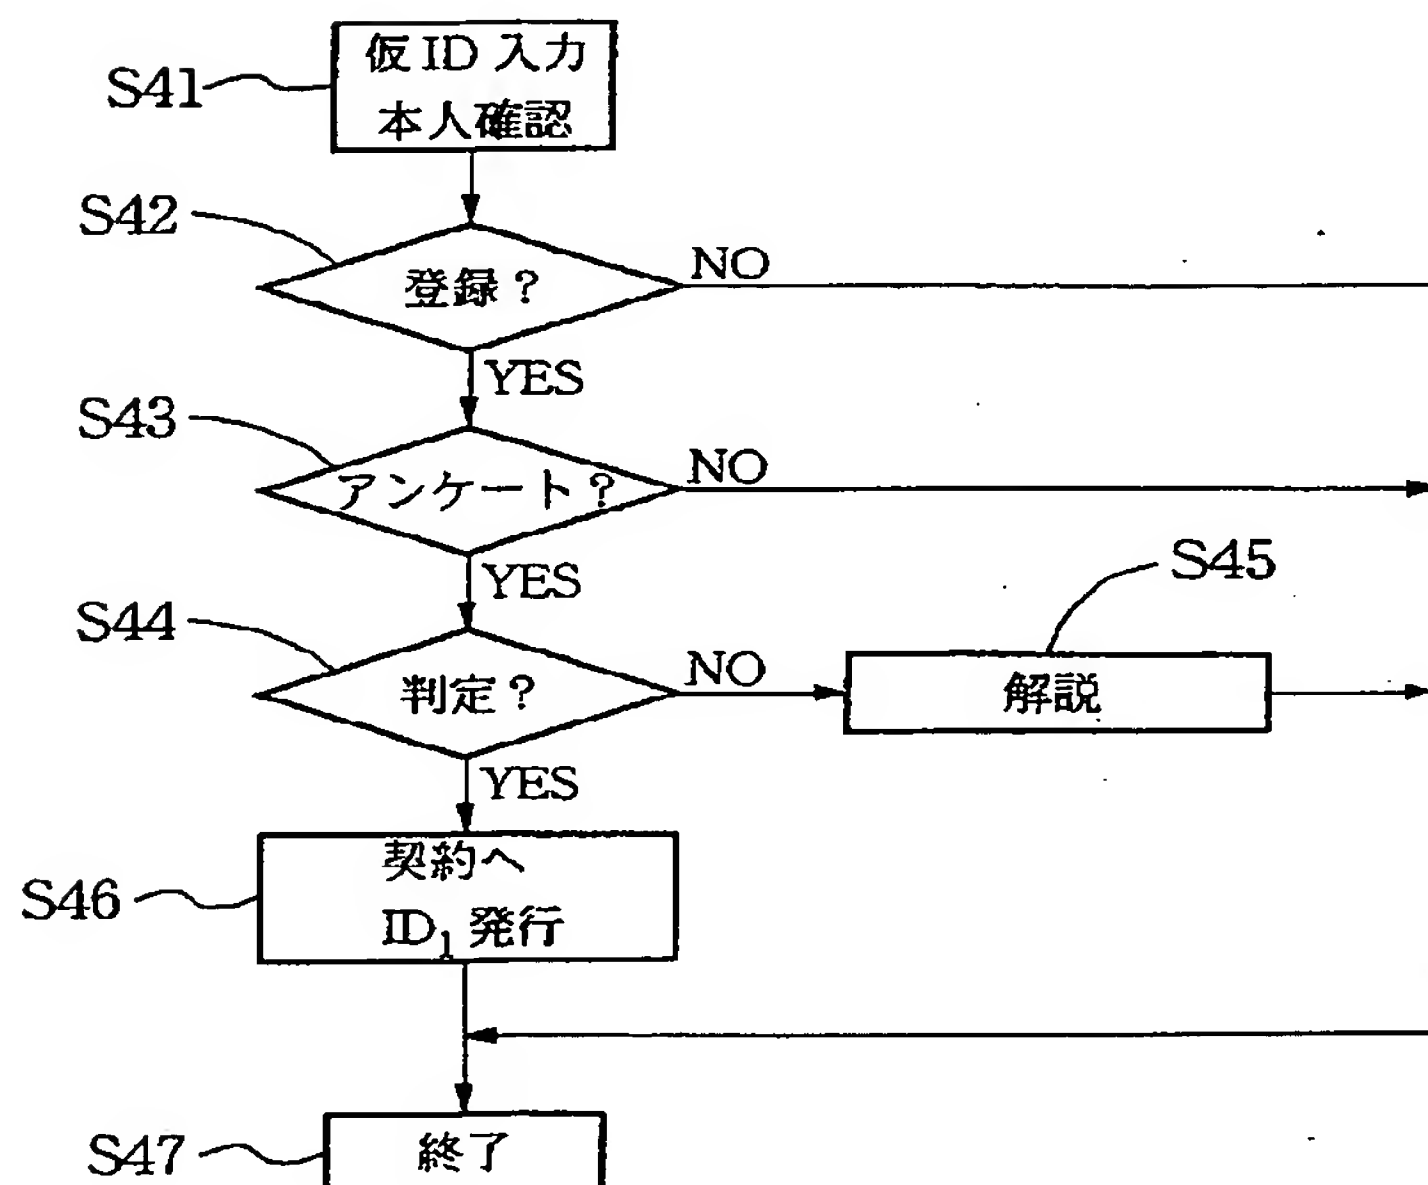 S41
仮ID 入力
本人確認
S42
登録？
NO
YES
S43
アンケート？
NO
YES
S44
判定？
NO
S45
解説
YES
S46
契約へ
ID₁ 発行
S47
終了